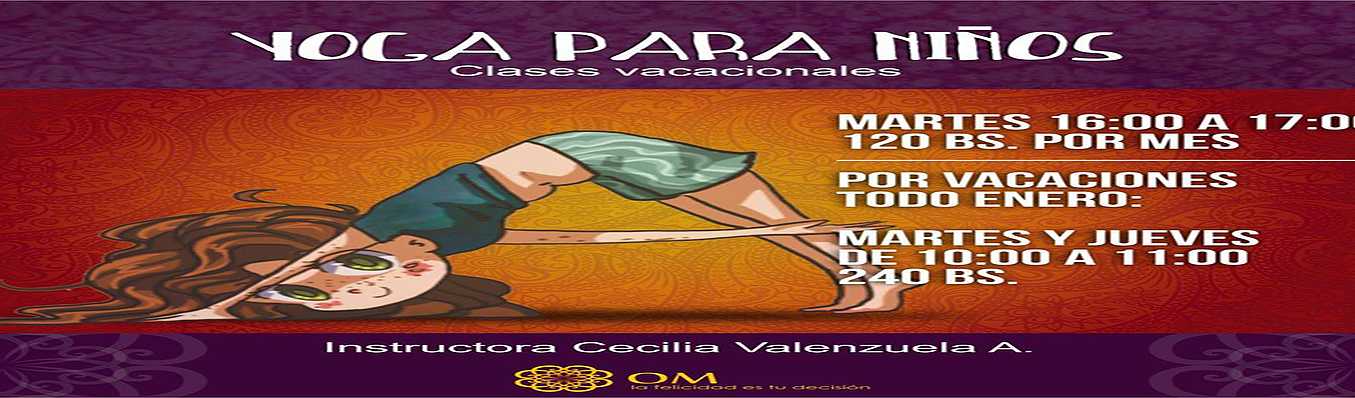 YOGA PARA NIÑOS
Clases vacacionales
MARTES 16:00 A 17:00
120 BS. POR MES
POR VACACIONES
TODO ENERO:
MARTES Y JUEVES
DE 10:00 A 11:00
240 BS.
Instructora Cecilia Valenzuela A.
OM
la felicidad es tu decisión